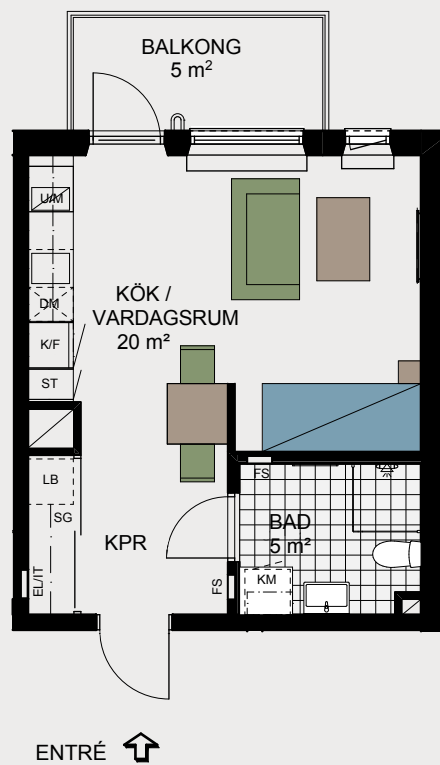 BALKONG
5 m²
U/M
DM
KÖK /
VARDAGSRUM
20 m²
K/F
ST
LB
SG
FS
BAD
5 m²
KPR
EL/IT
FS
KM
ENTRÉ